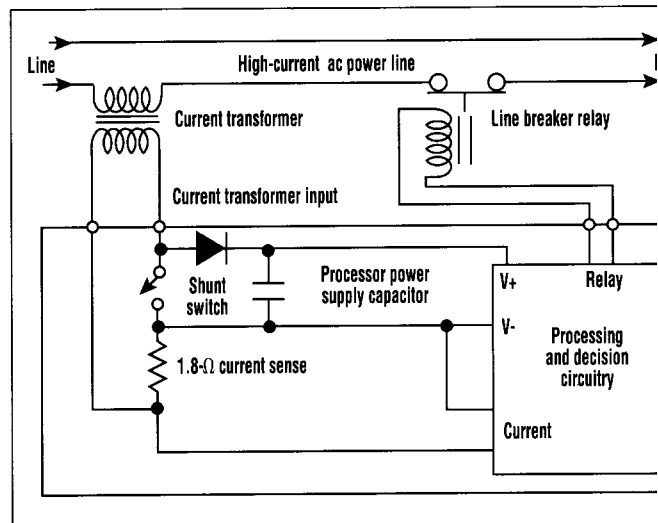 Line
High-current ac power line
Current transformer
Line breaker relay
Current transformer input
Shunt
switch
Processor power
supply capacitor
V+
Relay
V-
Processing
and decision
circuitry
1.8-Ω current sense
Current